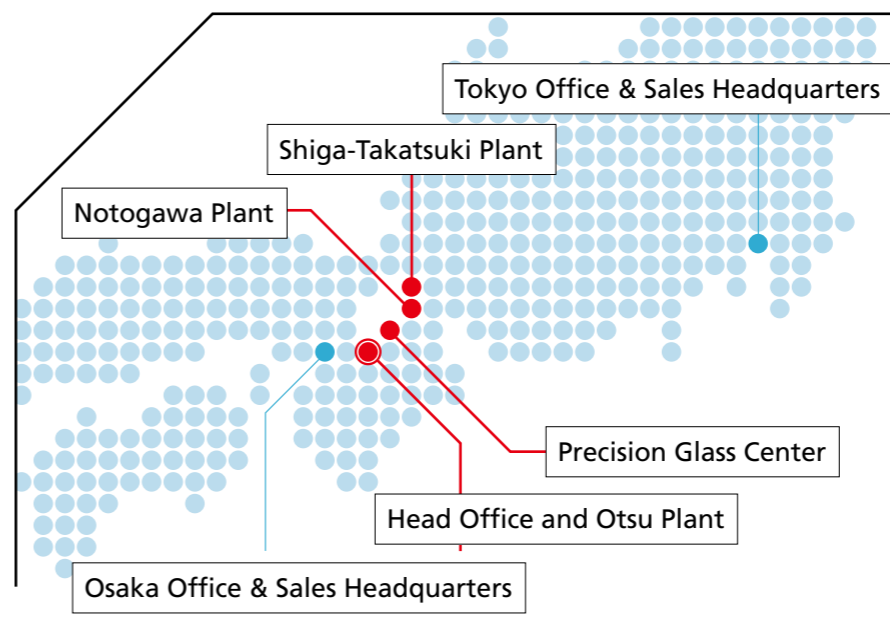 Tokyo Office & Sales Headquarters
Shiga-Takatsuki Plant
Notogawa Plant
Precision Glass Center
Head Office and Otsu Plant
Osaka Office & Sales Headquarters